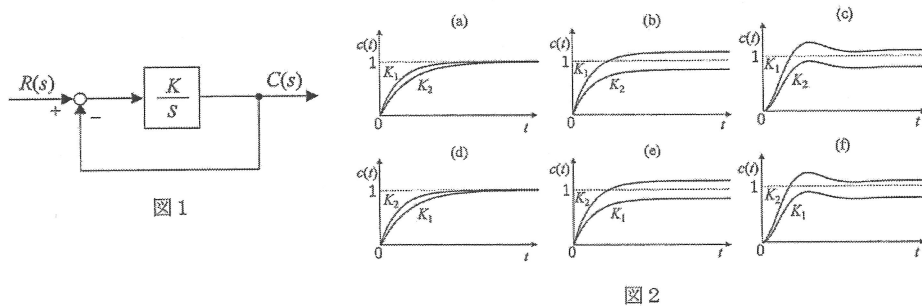 R(s)
+
−
K
s
C(s)
図1
(a)
c(t)
1
K₁
K₂
0
t
(b)
c(t)
1
K₁
K₂
0
t
(c)
c(t)
1
K₁
K₂
0
t
(d)
c(t)
1
K₂
K₁
0
t
(e)
c(t)
1
K₂
K₁
0
t
(f)
c(t)
1
K₂
K₁
0
t
図2